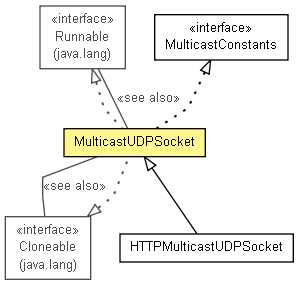 «interface»
Runnable
(java.lang)
«interface»
MulticastConstants
«see also»
MulticastUDPSocket
«see also»
«interface»
Cloneable
(java.lang)
HTTPMulticastUDPSocket